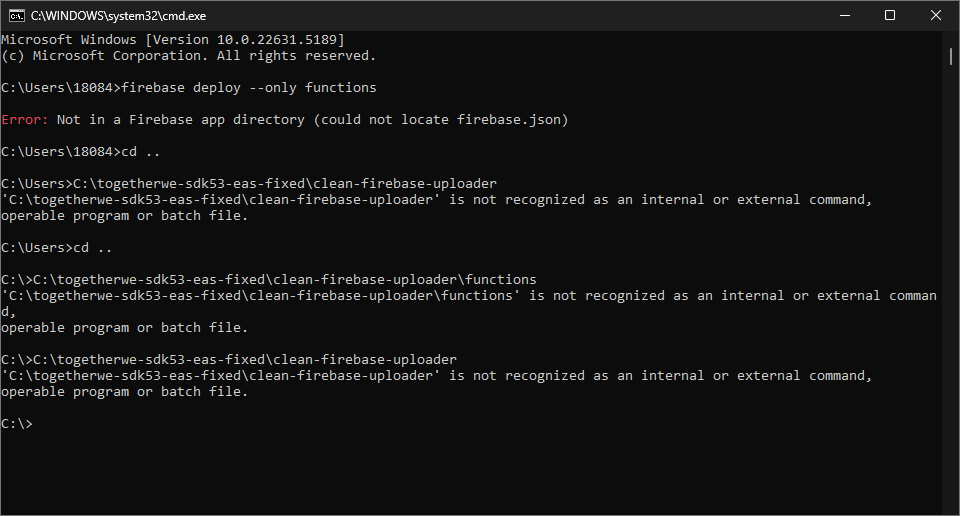 C:\WINDOWS\system32\cmd.exe
Microsoft Windows [Version 10.0.22631.5189]
(c) Microsoft Corporation. All rights reserved.
C:\Users\18084>firebase deploy --only functions
Error: Not in a Firebase app directory (could not locate firebase.json)
C:\Users\18084>cd ..
C:\Users>C:\togetherwe-sdk53-eas-fixed\clean-firebase-uploader
'C:\togetherwe-sdk53-eas-fixed\clean-firebase-uploader' is not recognized as an internal or external command,
operable program or batch file.
C:\Users>cd ..
C:\>C:\togetherwe-sdk53-eas-fixed\clean-firebase-uploader\functions
'C:\togetherwe-sdk53-eas-fixed\clean-firebase-uploader\functions' is not recognized as an internal or external comman
d,
operable program or batch file.
C:\>C:\togetherwe-sdk53-eas-fixed\clean-firebase-uploader
'C:\togetherwe-sdk53-eas-fixed\clean-firebase-uploader' is not recognized as an internal or external command,
operable program or batch file.
C:\>